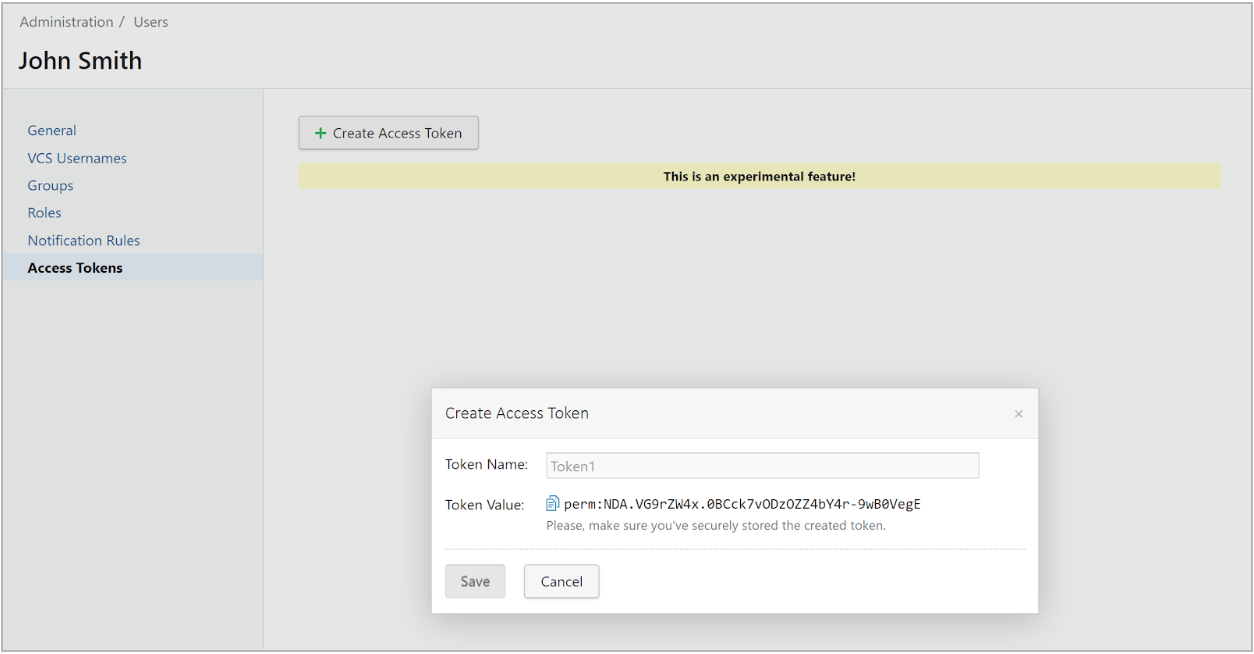 Administration / Users
John Smith
General
VCS Usernames
Groups
Roles
Notification Rules
Access Tokens
+ Create Access Token
This is an experimental feature!
Create Access Token ×
Token Name: Token1
Token Value: perm:NDA.VG9rZW4x.0BCck7vODzOZZ4bY4r-9wB0VegE
Please, make sure you've securely stored the created token.
Save Cancel